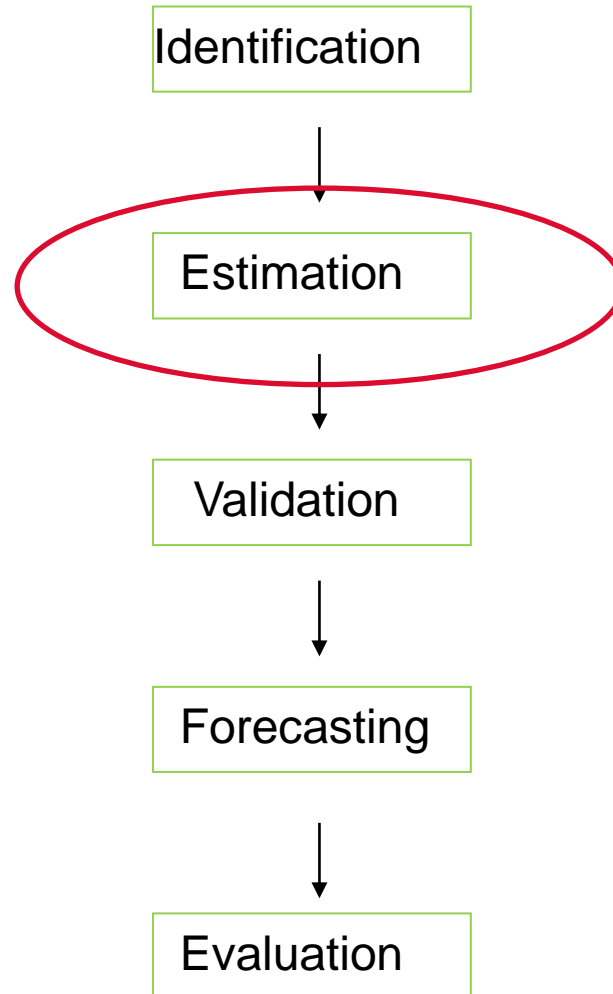 Identification
Estimation
Validation
Forecasting
Evaluation